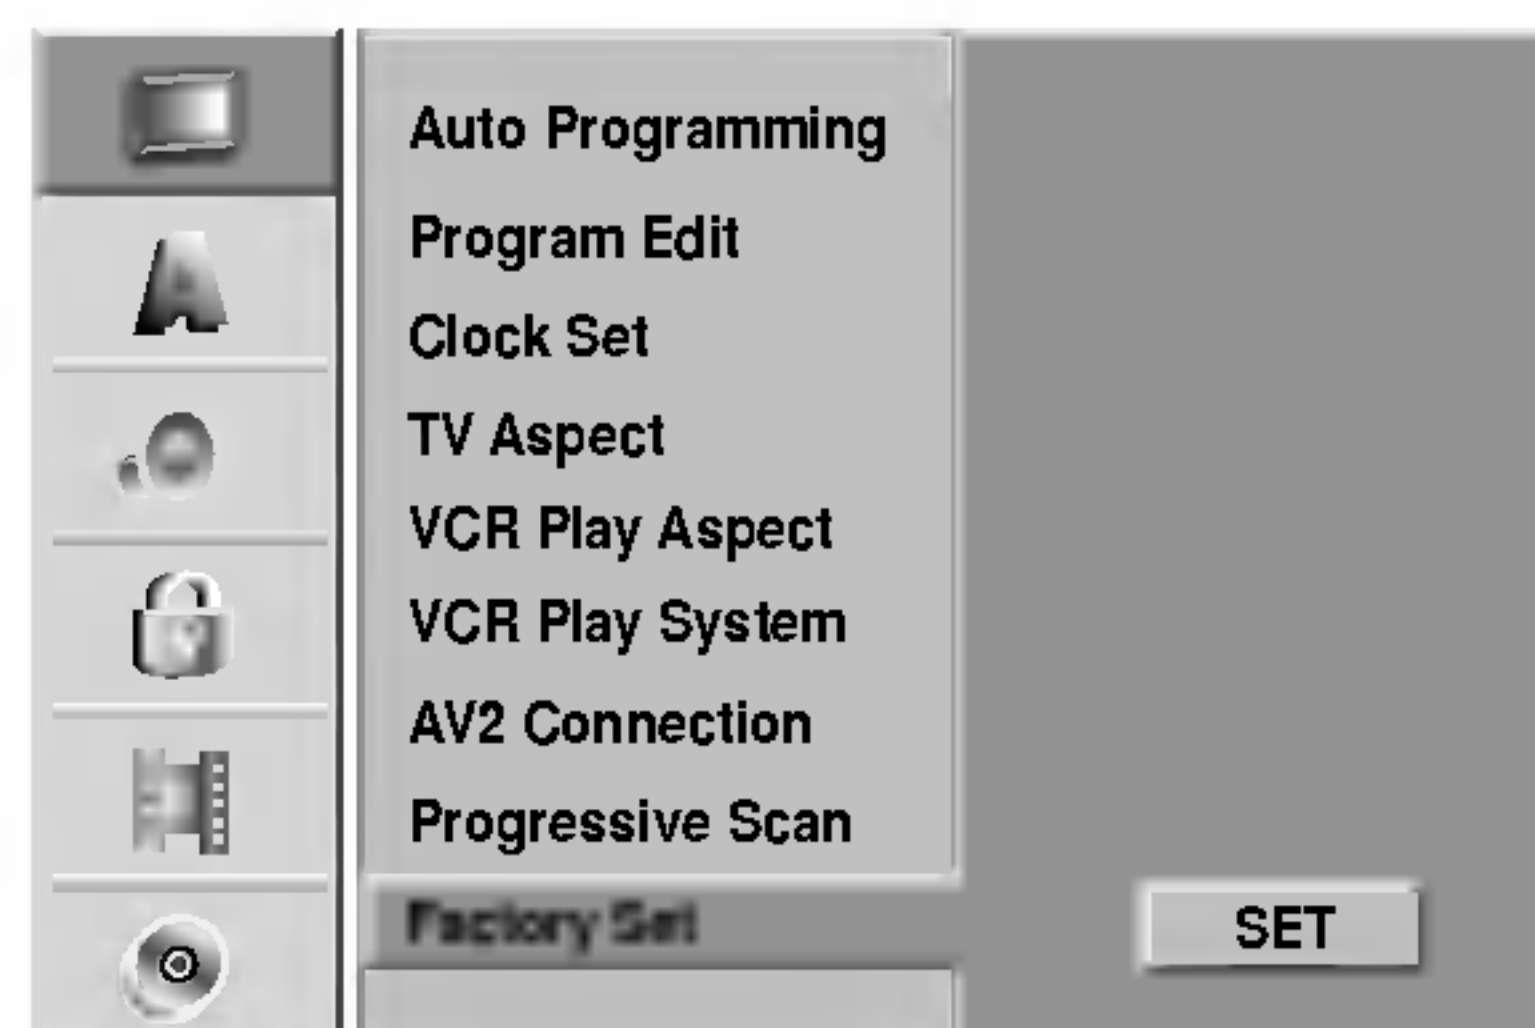 Auto Programming
Program Edit
Clock Set
TV Aspect
VCR Play Aspect
VCR Play System
AV2 Connection
Progressive Scan
Factory Set
SET